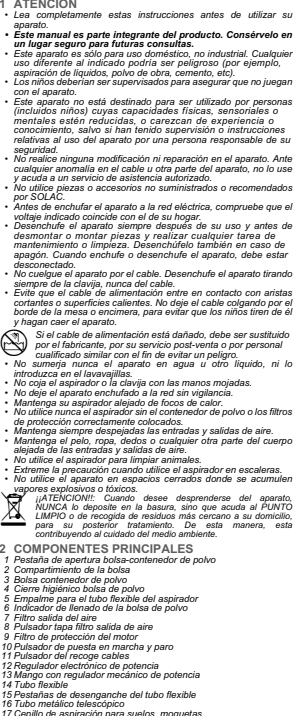 1 ATENCIÓN
• Lea completamente estas instrucciones antes de utilizar su
aparato.
• Este manual es parte integrante del producto. Consérvelo en
un lugar seguro para futuras consultas.
• Este aparato es sólo para uso doméstico, no industrial. Cualquier
uso diferente al indicado podría ser peligroso (por ejemplo,
aspiración de líquidos, polvo de obra, cemento, etc).
• Los niños deberían ser supervisados para asegurar que no juegan
con el aparato.
• Este aparato no está destinado para ser utilizado por personas
(incluidos niños) cuyas capacidades físicas, sensoriales o
mentales estén reducidas, o carezcan de experiencia o
conocimiento, salvo si han tenido supervisión o instrucciones
relativas al uso del aparato por una persona responsable de su
seguridad.
• No realice ninguna modificación ni reparación en el aparato. Ante
cualquier anomalía en el cable u otra parte del aparato, no lo use
y acuda a un servicio de asistencia autorizado.
• No utilice piezas o accesorios no suministrados o recomendados
por SOLAC.
• Antes de enchufar el aparato a la red eléctrica, compruebe que el
voltaje indicado coincide con el de su hogar.
• Desenchufe el aparato siempre después de su uso y antes de
desmontar o montar piezas y realizar cualquier tarea de
mantenimiento o limpieza. Desenchúfelo también en caso de
apagón. Cuando enchufe o desenchufe el aparato, debe estar
desconectado.
• No cuelgue el aparato por el cable. Desenchufe el aparato tirando
siempre de la clavija, nunca del cable.
• Evite que el cable de alimentación entre en contacto con aristas
cortantes o superficies calientes. No deje el cable colgando por el
borde de la mesa o encimera, para evitar que los niños tiren de él
y hagan caer el aparato.
Si el cable de alimentación está dañado, debe ser sustituido
por el fabricante, por su servicio post-venta o por personal
cualificado similar con el fin de evitar un peligro.
• No sumerja nunca el aparato en agua u otro líquido, ni lo
introduzca en el lavavajillas.
• No coja el aspirador o la clavija con las manos mojadas.
• No deje el aparato enchufado a la red sin vigilancia.
• Mantenga su aspirador alejado de focos de calor.
• No utilice nunca el aspirador sin el contenedor de polvo o los filtros
de protección correctamente colocados.
• Mantenga siempre despejadas las entradas y salidas de aire.
• Mantenga el pelo, ropa, dedos o cualquier otra parte del cuerpo
alejada de las entradas y salidas de aire.
• No utilice el aspirador para limpiar animales.
• Extreme la precaución cuando utilice el aspirador en escaleras.
• No utilice el aparato en espacios cerrados donde se acumulen
vapores explosivos o tóxicos.
¡¡ATENCION!!: Cuando desee desprenderse del aparato,
NUNCA lo deposite en la basura, sino que acuda al PUNTO
LIMPIO o de recogida de residuos más cercano a su domicilio,
para su posterior tratamiento. De esta manera, esta
contribuyendo al cuidado del medio ambiente.
2 COMPONENTES PRINCIPALES
1 Pestaña de apertura bolsa-contenedor de polvo
2 Compartimento de la bolsa
3 Bolsa contenedor de polvo
4 Cierre higiénico bolsa de polvo
5 Empalme para el tubo flexible del aspirador
6 Indicador de llenado de la bolsa de polvo
7 Filtro salida del aire
8 Pulsador tapa filtro salida de aire
9 Filtro de protección del motor
10 Pulsador de puesta en marcha y paro
11 Pulsador del recoge cables
12 Regulador electrónico de potencia
13 Mango con regulador mecánico de potencia
14 Tubo flexible
15 Pestañas de desenganche del tubo flexible
16 Tubo metálico telescópico
17 Cepillo de aspiración para suelos, moquetas